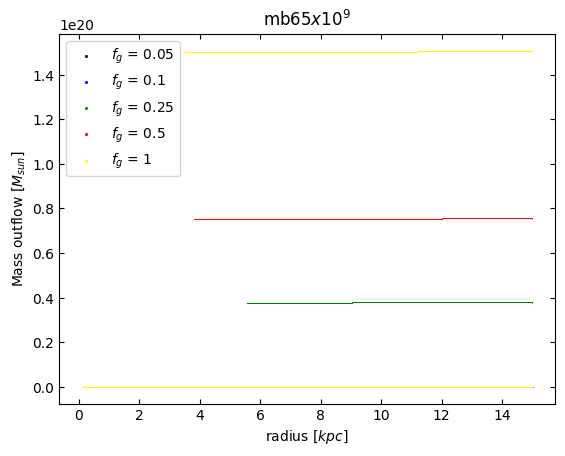 mb65x10⁹
1e20
f_g = 0.05
f_g = 0.1
f_g = 0.25
f_g = 0.5
f_g = 1
Mass outflow [M_sun]
1.4
1.2
1.0
0.8
0.6
0.4
0.2
0.0
0 2 4 6 8 10 12 14
radius [kpc]